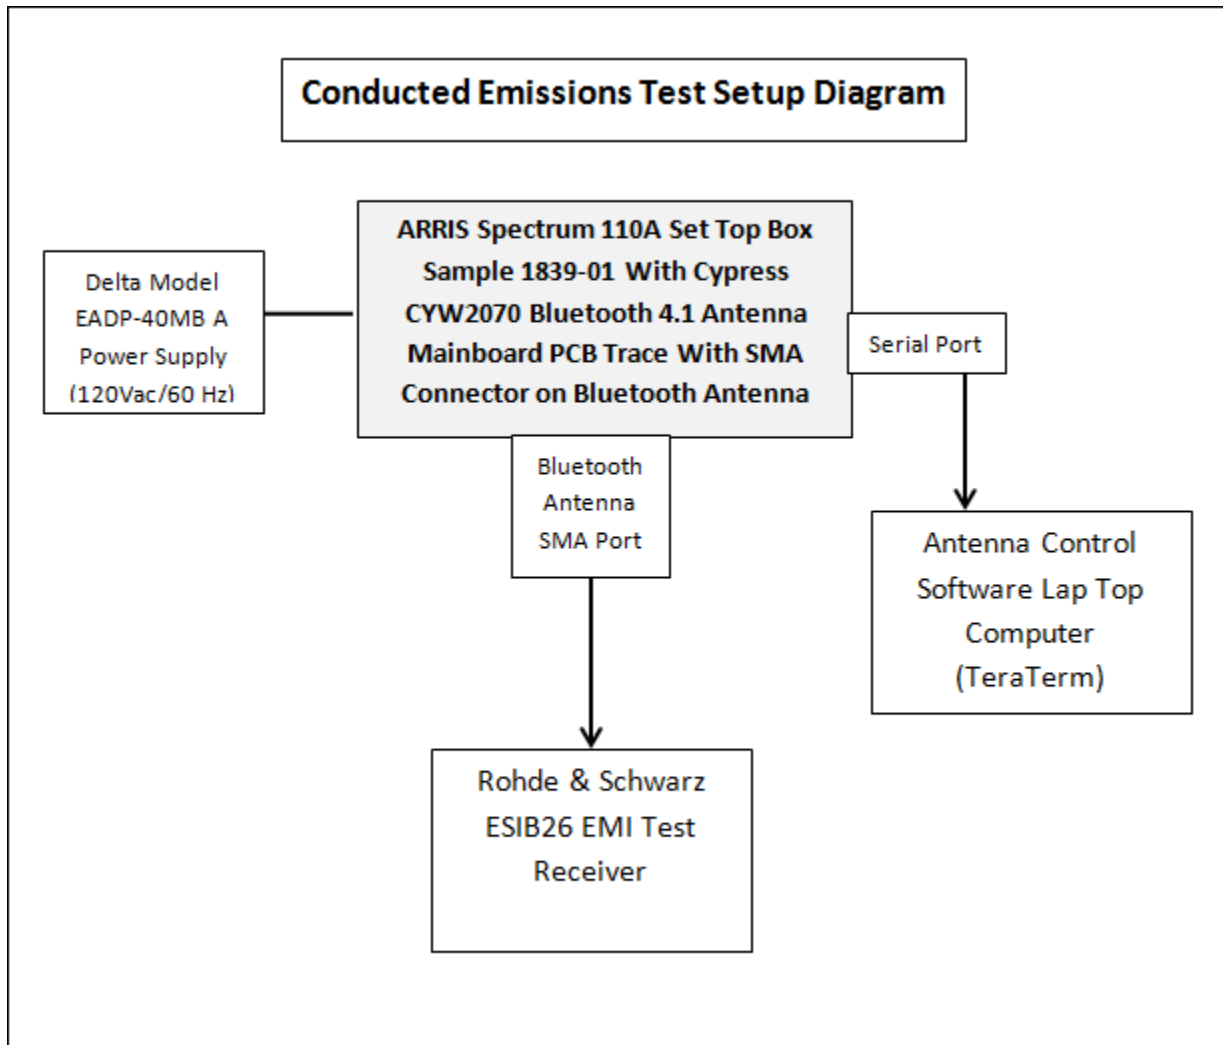 Conducted Emissions Test Setup Diagram
ARRIS Spectrum 110A Set Top Box
Sample 1839-01 With Cypress
CYW2070 Bluetooth 4.1 Antenna
Mainboard PCB Trace With SMA
Connector on Bluetooth Antenna
Delta Model
EADP-40MB A
Power Supply
(120Vac/60 Hz)
Serial Port
Bluetooth
Antenna
SMA Port
Antenna Control
Software Lap Top
Computer
(TeraTerm)
Rohde & Schwarz
ESIB26 EMI Test
Receiver